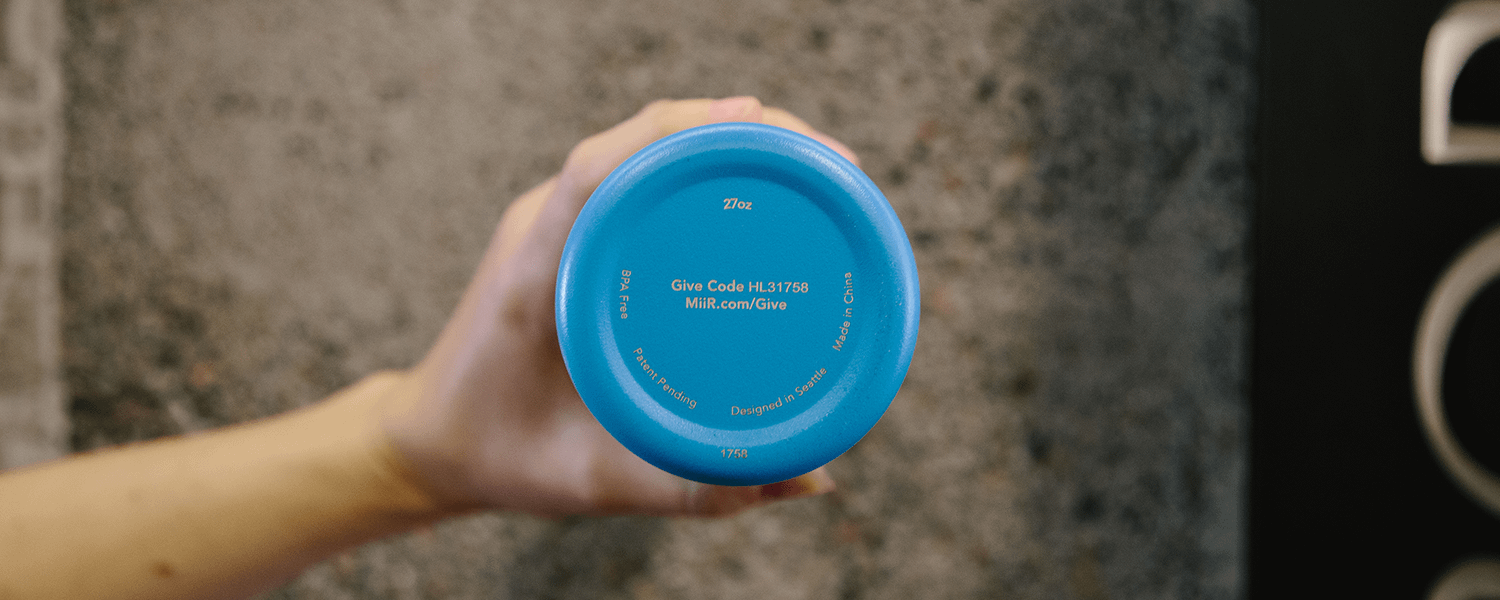 27oz
Give Code HL31758
MiiR.com/Give
BPA Free
Patent Pending
Designed in Seattle
Made in China
1758